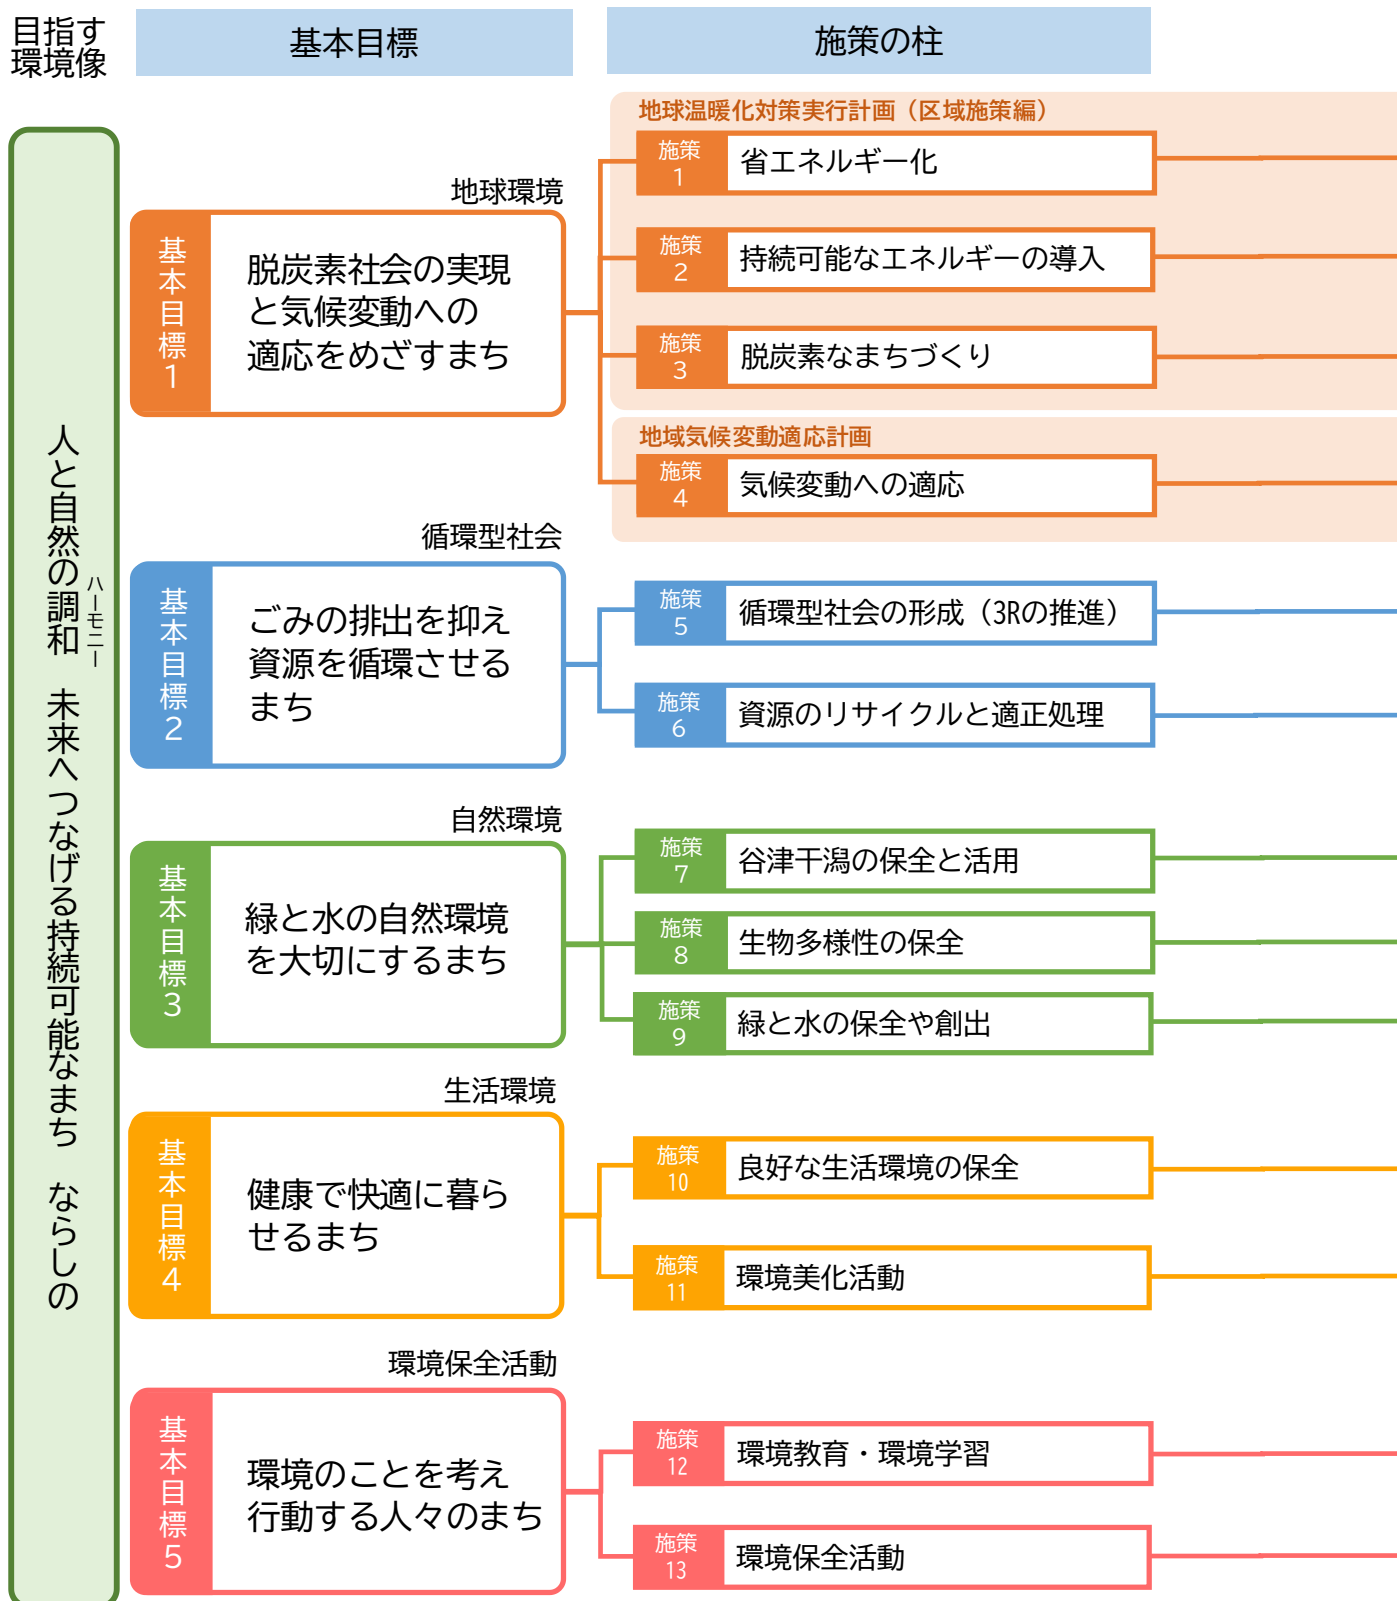 目指す
環境像
基本目標
施策の柱
人と自然の調和　未来へつなげる持続可能なまち　ならしの
ハーモニー
地球環境
基本目標1
脱炭素社会の実現
と気候変動への
適応をめざすまち
地球温暖化対策実行計画（区域施策編）
施策
1
省エネルギー化
施策
2
持続可能なエネルギーの導入
施策
3
脱炭素なまちづくり
地域気候変動適応計画
施策
4
気候変動への適応
循環型社会
基本目標2
ごみの排出を抑え
資源を循環させる
まち
施策
5
循環型社会の形成（3Rの推進）
施策
6
資源のリサイクルと適正処理
自然環境
基本目標3
緑と水の自然環境
を大切にするまち
施策
7
谷津干潟の保全と活用
施策
8
生物多様性の保全
施策
9
緑と水の保全や創出
生活環境
基本目標4
健康で快適に暮ら
せるまち
施策
10
良好な生活環境の保全
施策
11
環境美化活動
環境保全活動
基本目標5
環境のことを考え
行動する人々のまち
施策
12
環境教育・環境学習
施策
13
環境保全活動